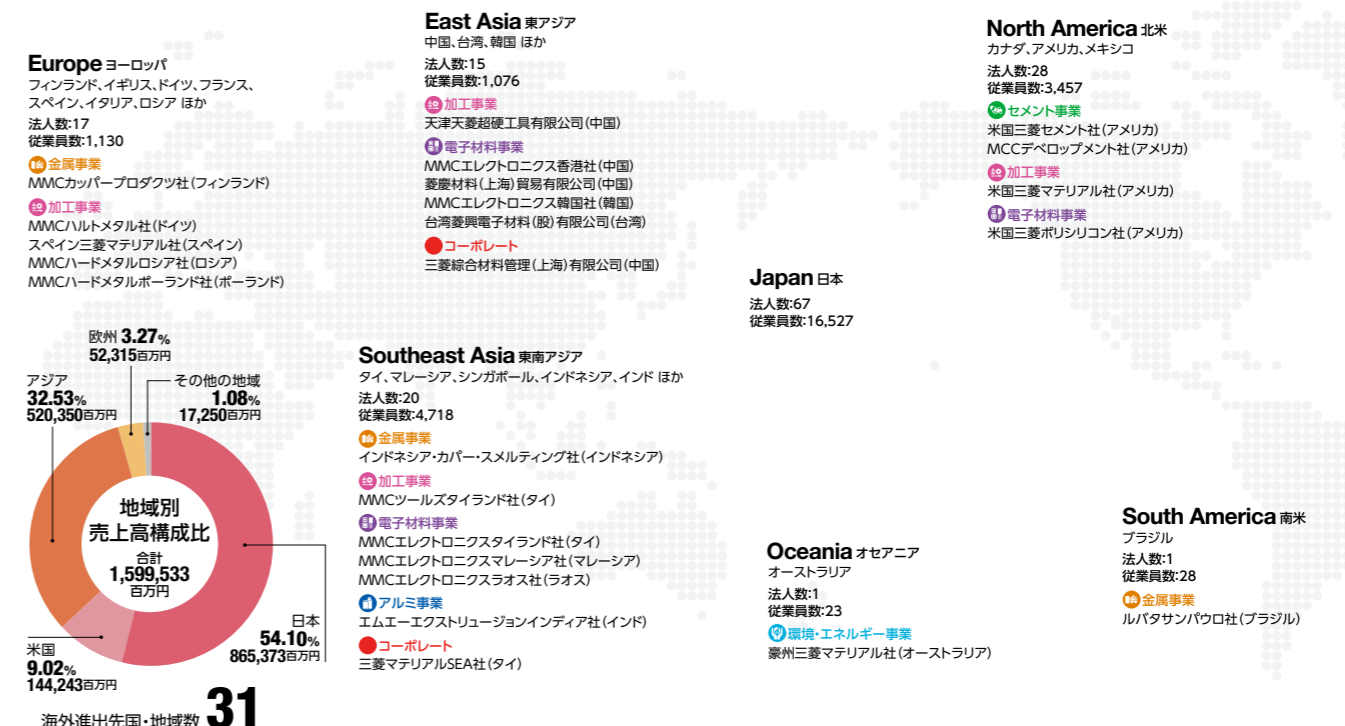 Europe ヨーロッパ
フィンランド、イギリス、ドイツ、フランス、
スペイン、イタリア、ロシア ほか
法人数:17
従業員数:1,130
金属事業
MMCカッパープロダクツ社(フィンランド)
加工事業
MMCハルトメタル社(ドイツ)
スペイン三菱マテリアル社(スペイン)
MMCハードメタルロシア社(ロシア)
MMCハードメタルポーランド社(ポーランド)
East Asia 東アジア
中国、台湾、韓国 ほか
法人数:15
従業員数:1,076
加工事業
天津天菱超硬工具有限公司(中国)
電子材料事業
MMCエレクトロニクス香港社(中国)
菱慶材料(上海)貿易有限公司(中国)
MMCエレクトロニクス韓国社(韓国)
台湾菱興電子材料(股)有限公司(台湾)
コーポレート
三菱綜合材料管理(上海)有限公司(中国)
North America 北米
カナダ、アメリカ、メキシコ
法人数:28
従業員数:3,457
セメント事業
米国三菱セメント社(アメリカ)
MCCデベロップメント社(アメリカ)
加工事業
米国三菱マテリアル社(アメリカ)
電子材料事業
米国三菱ポリシリコン社(アメリカ)
Japan 日本
法人数:67
従業員数:16,527
欧州 3.27%
52,315百万円
アジア
32.53%
520,350百万円
その他の地域
1.08%
17,250百万円
地域別
売上高構成比
合計
1,599,533
百万円
日本
54.10%
865,373百万円
米国
9.02%
144,243百万円
海外進出先国・地域数 31
Southeast Asia 東南アジア
タイ、マレーシア、シンガポール、インドネシア、インド ほか
法人数:20
従業員数:4,718
金属事業
インドネシア・カパー・スメルティング社(インドネシア)
加工事業
MMCツールズタイランド社(タイ)
電子材料事業
MMCエレクトロニクスタイランド社(タイ)
MMCエレクトロニクスマレーシア社(マレーシア)
MMCエレクトロニクスラオス社(ラオス)
アルミ事業
エムエーエクストリュージョンインディア社(インド)
コーポレート
三菱マテリアルSEA社(タイ)
Oceania オセアニア
オーストラリア
法人数:1
従業員数:23
環境・エネルギー事業
豪州三菱マテリアル社(オーストラリア)
South America 南米
ブラジル
法人数:1
従業員数:28
金属事業
ルバタサンパウロ社(ブラジル)